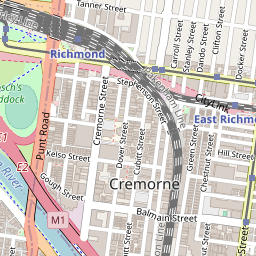 Tanner Street
Richmond
Carroll Street
Stanley Street
Dando Street
Clifton Street
Docker Street
Stephenson Street
CityLink
East Richmo
Punt Road
Cremorne Street
Dover Street
Cubitt Street
Green Street
Chestnut Street
Hill Street
Kelso Street
E1
E2
Gough Street
Cremorne
Balmain Street
M1
River
Street